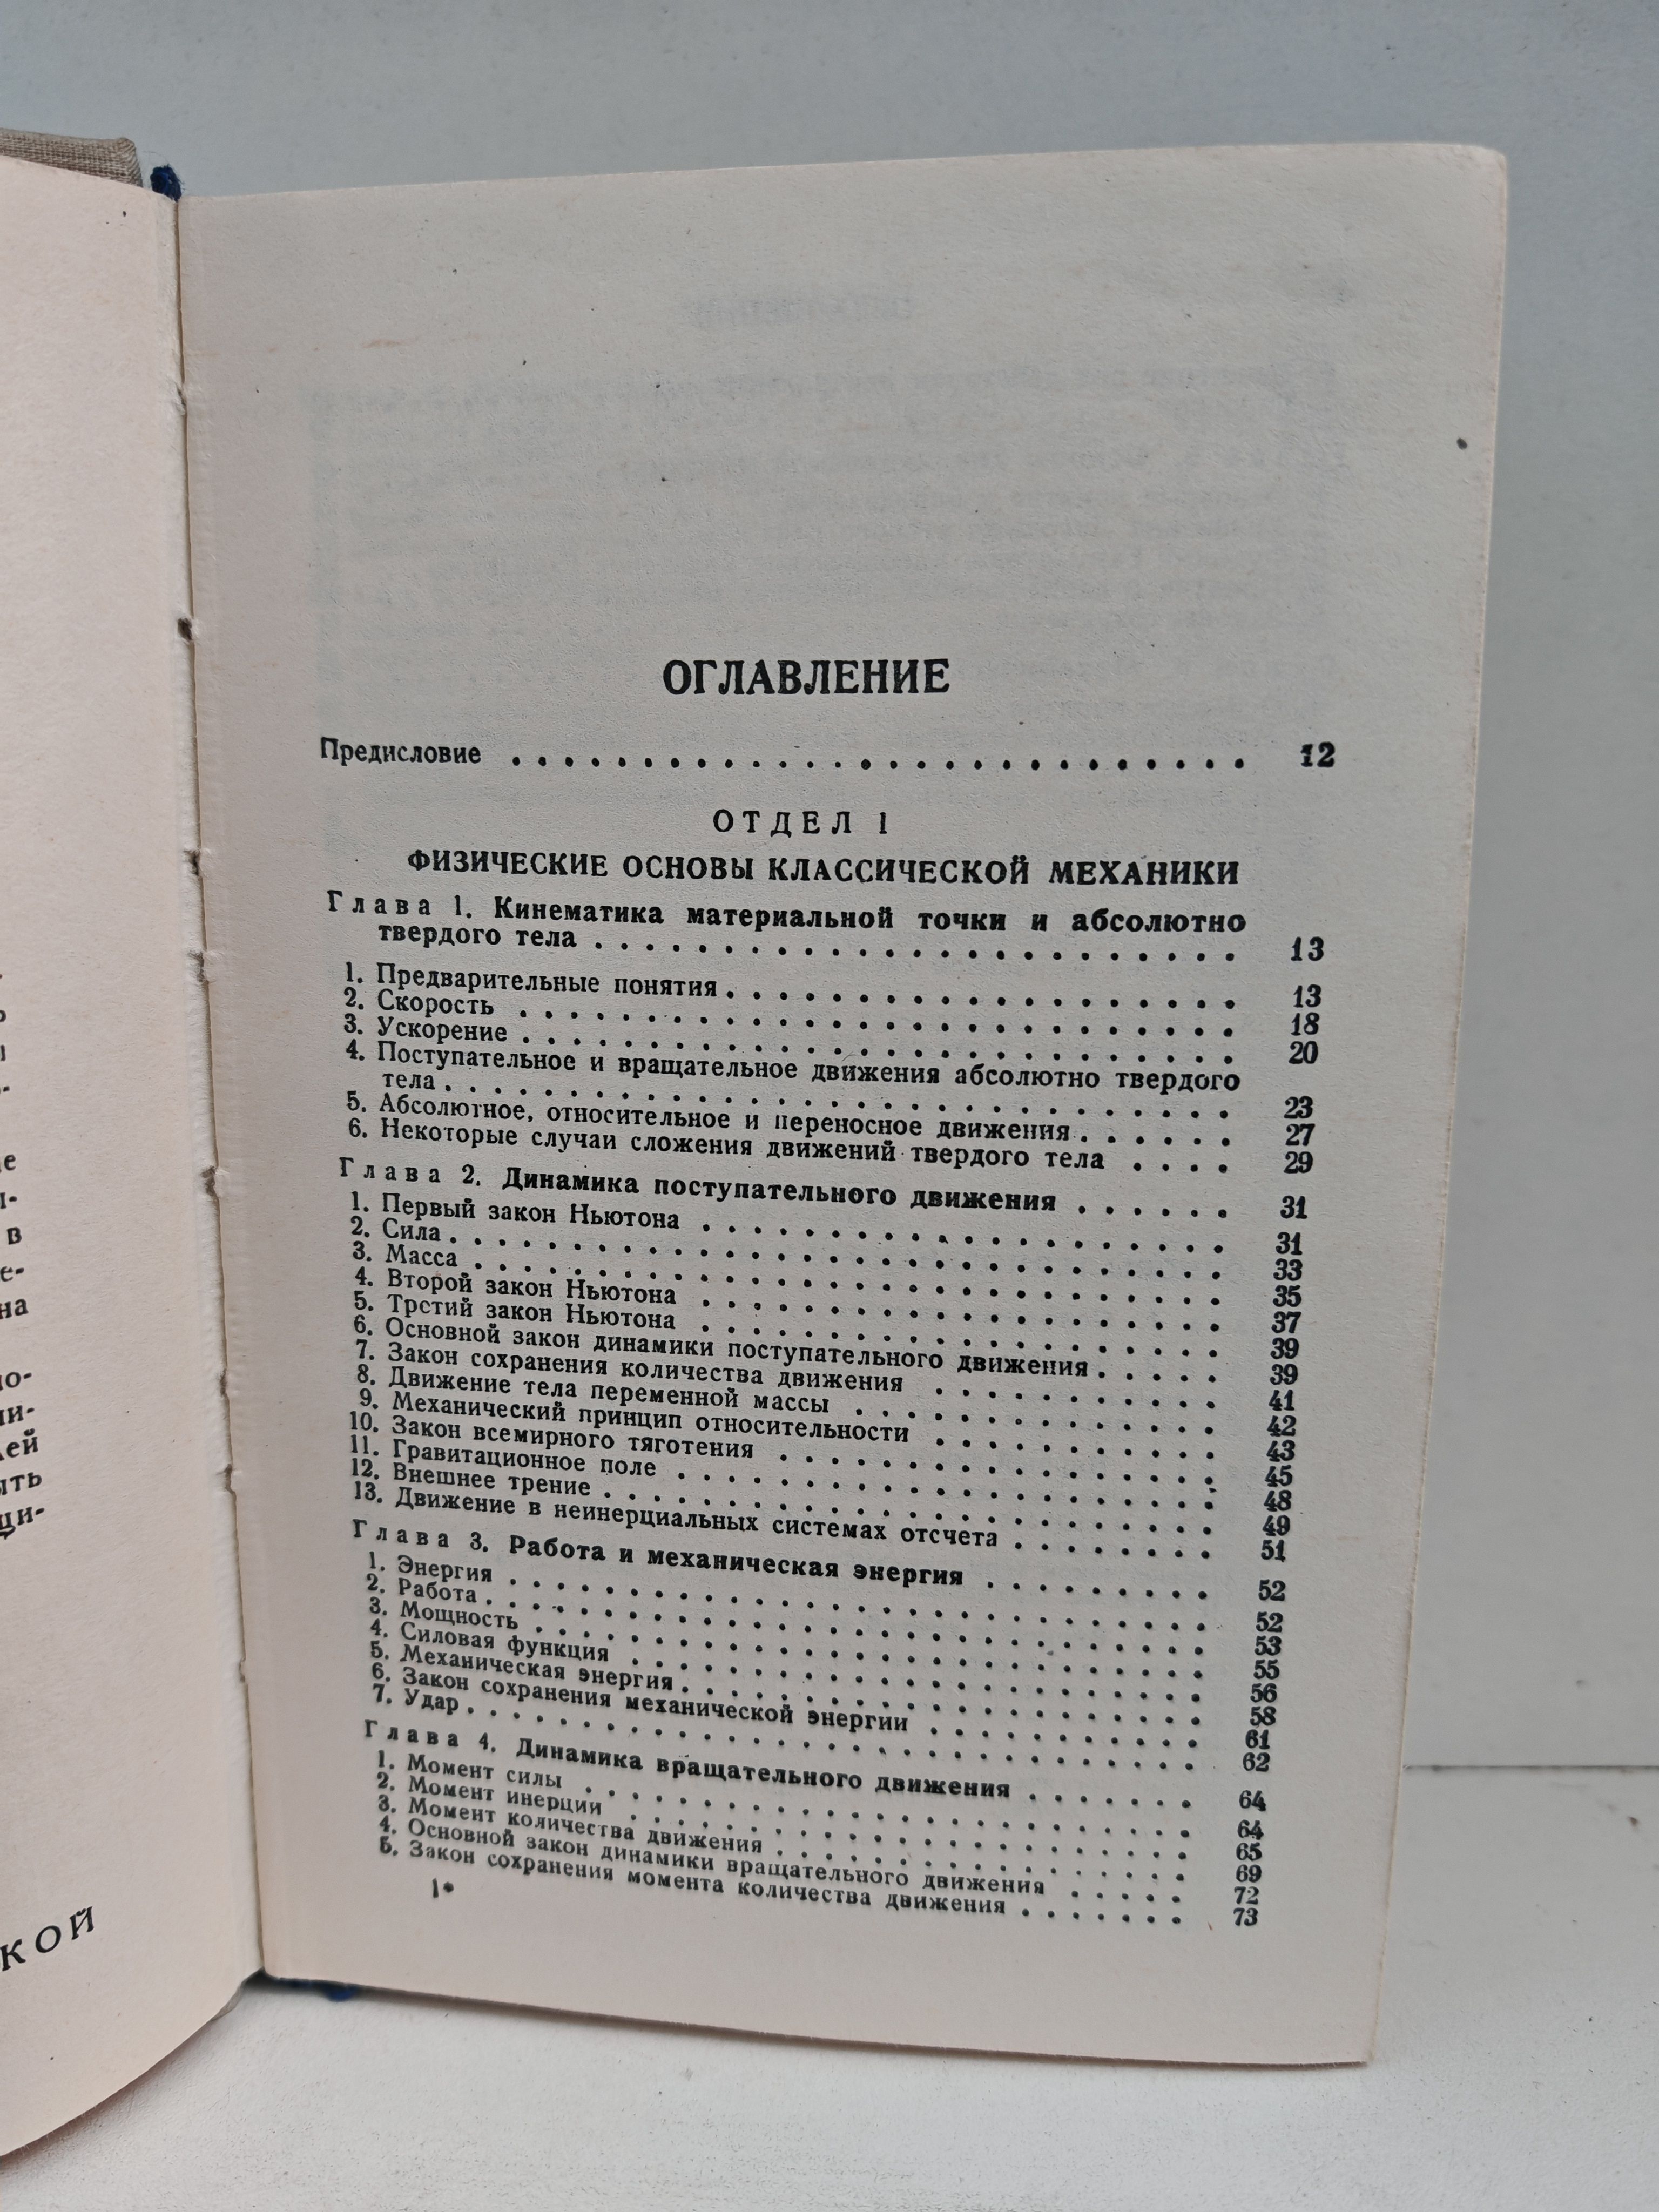 ОГЛАВЛЕНИЕ
Предисловие . . . . . . . . . . . . . . . . . . . . . . . . . . . . 12
ОТДЕЛ 1
ФИЗИЧЕСКИЕ ОСНОВЫ КЛАССИЧЕСКОЙ МЕХАНИКИ
Глава 1. Кинематика материальной точки и абсолютно
твердого тела . . . . . . . . . . . . . . . . . . . . . . . . . 13
1. Предварительные понятия . . . . . . . . . . . . . . . . . . . . 13
2. Скорость . . . . . . . . . . . . . . . . . . . . . . . . . . . . 18
3. Ускорение . . . . . . . . . . . . . . . . . . . . . . . . . . . . 20
4. Поступательное и вращательное движения абсолютно твердого
тела . . . . . . . . . . . . . . . . . . . . . . . . . . . . . . . 23
5. Абсолютное, относительное и переносное движения . . . . . . 27
6. Некоторые случаи сложения движений твердого тела . . . . 29
Глава 2. Динамика поступательного движения . . . . . . 31
1. Первый закон Ньютона . . . . . . . . . . . . . . . . . . . . . 31
2. Сила . . . . . . . . . . . . . . . . . . . . . . . . . . . . . . 33
3. Масса . . . . . . . . . . . . . . . . . . . . . . . . . . . . . 35
4. Второй закон Ньютона . . . . . . . . . . . . . . . . . . . . . 37
5. Третий закон Ньютона . . . . . . . . . . . . . . . . . . . . . 39
6. Основной закон динамики поступательного движения . . . . . 39
7. Закон сохранения количества движения . . . . . . . . . . . . 41
8. Движение тела переменной массы . . . . . . . . . . . . . . . 42
9. Механический принцип относительности . . . . . . . . . . . . 43
10. Закон всемирного тяготения . . . . . . . . . . . . . . . . . 45
11. Гравитационное поле . . . . . . . . . . . . . . . . . . . . . 48
12. Внешнее трение . . . . . . . . . . . . . . . . . . . . . . . . 49
13. Движение в неинерциальных системах отсчета . . . . . . . . 51
Глава 3. Работа и механическая энергия . . . . . . . . . 52
1. Энергия . . . . . . . . . . . . . . . . . . . . . . . . . . . . 52
2. Работа . . . . . . . . . . . . . . . . . . . . . . . . . . . . . 53
3. Мощность . . . . . . . . . . . . . . . . . . . . . . . . . . . 55
4. Силовая функция . . . . . . . . . . . . . . . . . . . . . . . 56
5. Механическая энергия . . . . . . . . . . . . . . . . . . . . . 58
6. Закон сохранения механической энергии . . . . . . . . . . . 61
7. Удар . . . . . . . . . . . . . . . . . . . . . . . . . . . . . . 62
Глава 4. Динамика вращательного движения . . . . . . . 64
1. Момент силы . . . . . . . . . . . . . . . . . . . . . . . . . 64
2. Момент инерции . . . . . . . . . . . . . . . . . . . . . . . . 65
3. Момент количества движения . . . . . . . . . . . . . . . . . 69
4. Основной закон динамики вращательного движения . . . . . 72
5. Закон сохранения момента количества движения . . . . . . . 73
1*
кой